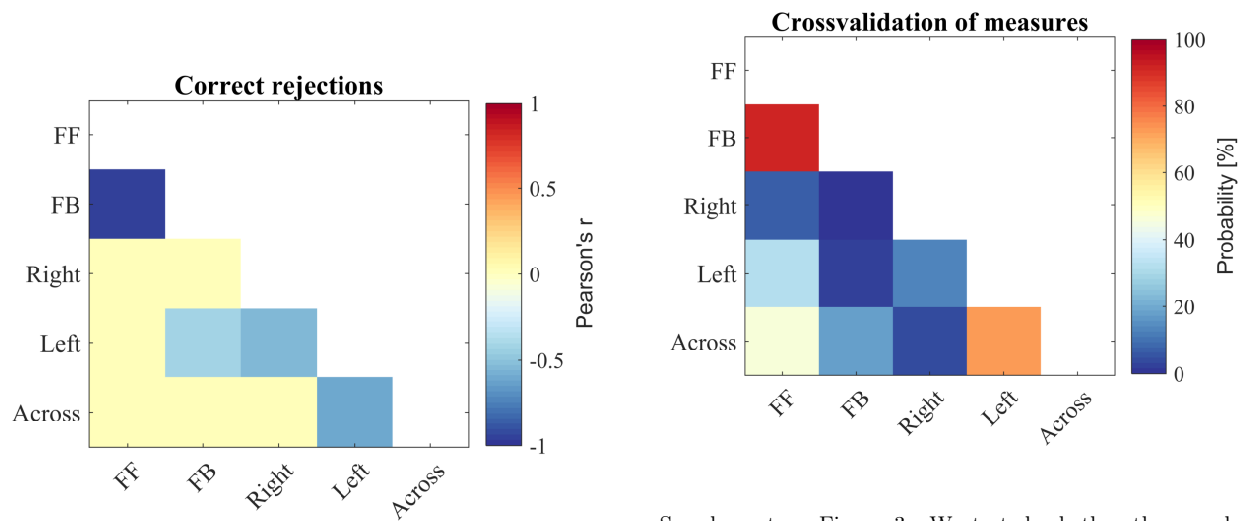 Correct rejections
FF
FB
Right
Left
Across
FF
FB
Right
Left
Across
1
0.5
0
-0.5
-1
Pearson's r
Crossvalidation of measures
FF
FB
Right
Left
Across
FF
FB
Right
Left
Across
100
80
60
40
20
0
Probability [%]